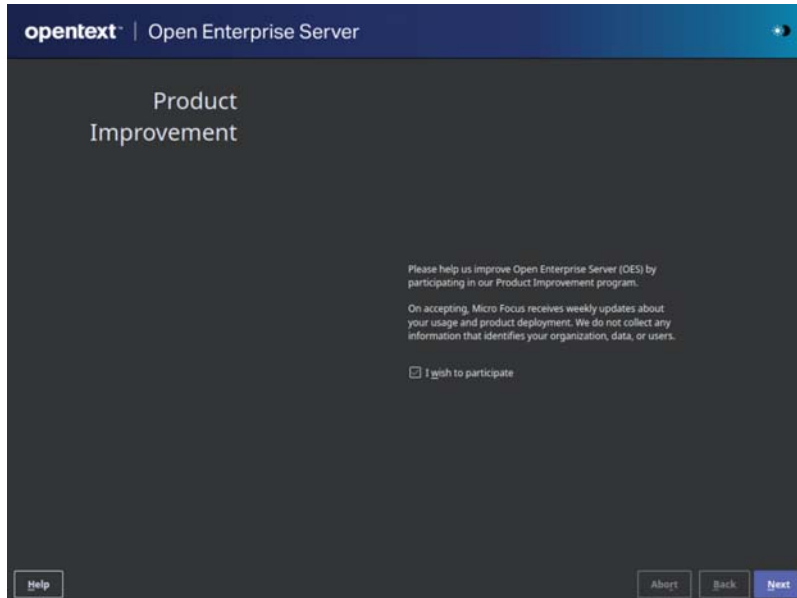 opentext™ | Open Enterprise Server
Product
Improvement
Please help us improve Open Enterprise Server (OES) by
participating in our Product Improvement program.
On accepting, Micro Focus receives weekly updates about
your usage and product deployment. We do not collect any
information that identifies your organization, data, or users.
I wish to participate
Help
Abort
Back
Next